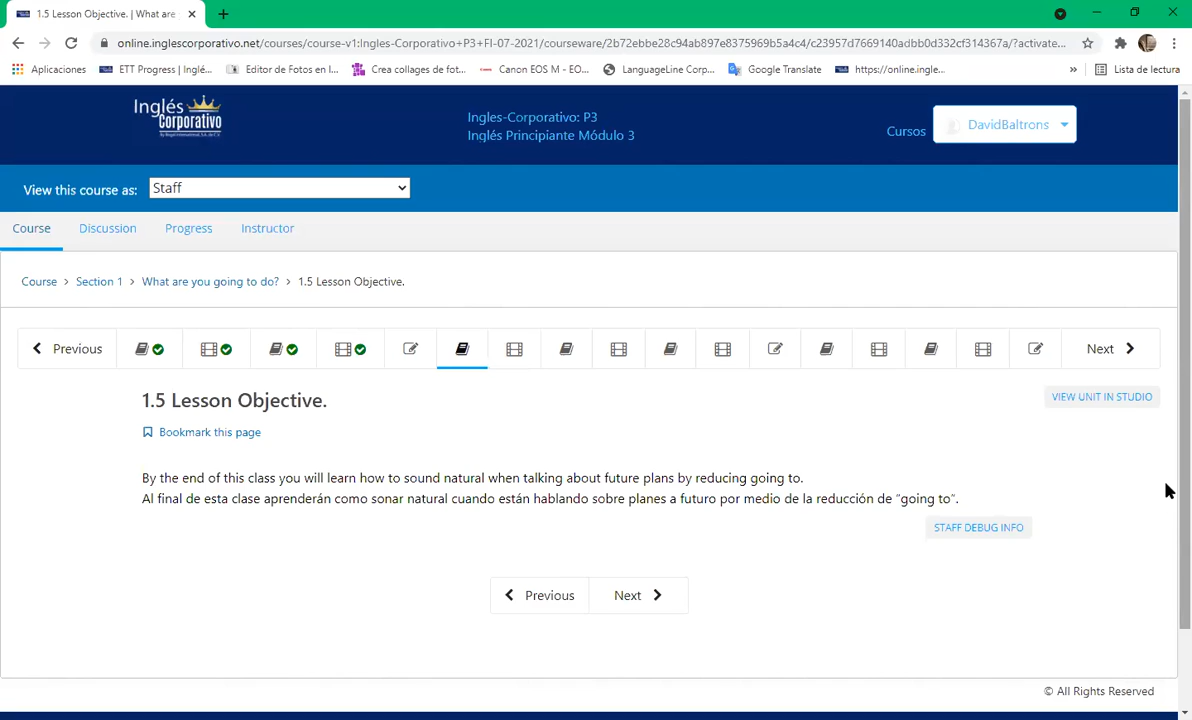 1.5 Lesson Objective. | What are
online.inglescorporativo.net/courses/course-v1:Ingles-Corporativo+P3+FI-07-2021/courseware/2b72ebbe28c94ab897e8375969b5a4c4/c23957d7669140adbb0d332cf314367a/?activate...
Aplicaciones ETT Progress | Inglé... Editor de Fotos en l... Crea collages de fot... Canon EOS M - EO... LanguageLine Corp... Google Translate https://online.ingle... » Lista de lectura
Inglés
Corporativo
Ingles-Corporativo: P3
Inglés Principiante Módulo 3
Cursos DavidBaltrons
View this course as: Staff
Course Discussion Progress Instructor
Course > Section 1 > What are you going to do? > 1.5 Lesson Objective.
Previous Next
1.5 Lesson Objective.
VIEW UNIT IN STUDIO
Bookmark this page
By the end of this class you will learn how to sound natural when talking about future plans by reducing going to.
Al final de esta clase aprenderán como sonar natural cuando están hablando sobre planes a futuro por medio de la reducción de “going to”.
STAFF DEBUG INFO
Previous Next
© All Rights Reserved